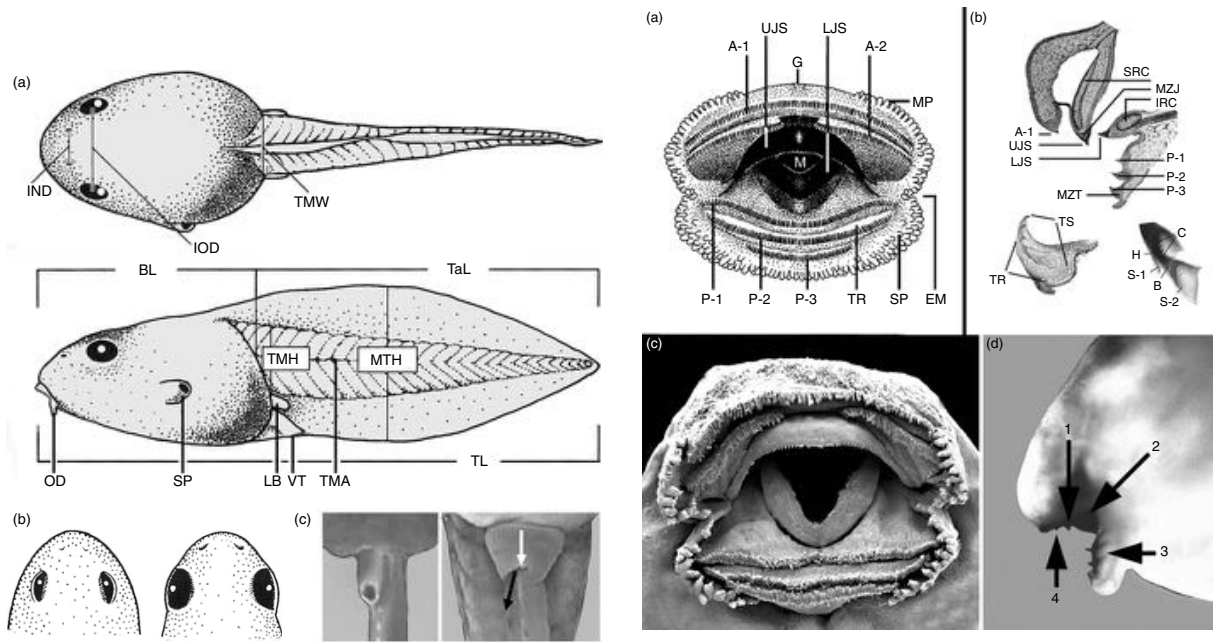 (a)
IND
IOD
TMW
BL
TaL
TMH
MTH
TL
OD
SP
LB
VT
TMA
(b)
(c)
(a)
UJS
LJS
A-1
A-2
G
MP
M
P-1
P-2
P-3
TR
SP
EM
(b)
SRC
MZJ
IRC
A-1
UJS
LJS
P-1
P-2
P-3
MZT
TS
TR
C
H
S-1
B
S-2
(c)
(d)
1
2
3
4